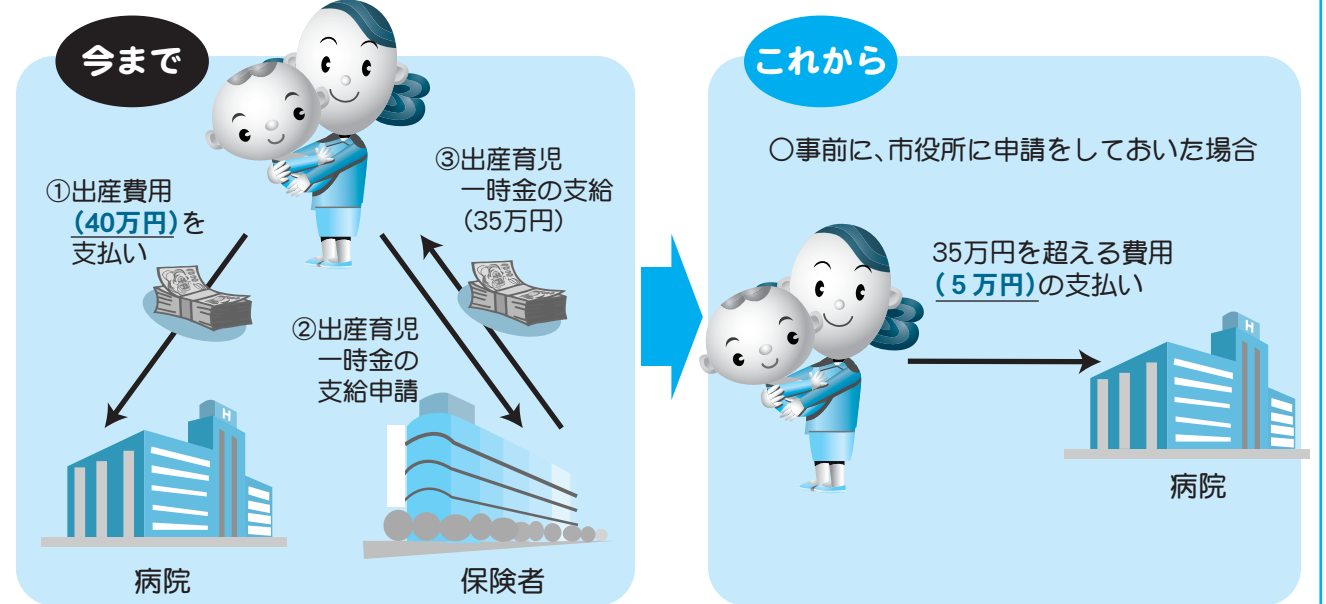 今まで
①出産費用
(40万円)を
支払い
②出産育児
一時金の
支給申請
③出産育児
一時金の支給
(35万円)
H
病院
保険者
これから
○事前に、市役所に申請をしておいた場合
35万円を超える費用
(5万円)の支払い
H
病院